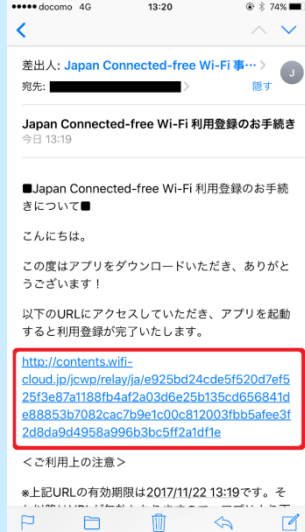 docomo 4G 13:20 74%
差出人: Japan Connected-free Wi-Fi 事…
J
宛先: 隠す
Japan Connected-free Wi-Fi 利用登録のお手続き
今日 13:19
■Japan Connected-free Wi-Fi 利用登録のお手続
きについて■
こんにちは。
この度はアプリをダウンロードいただき、ありがと
うございます！
以下のURLにアクセスしていただき、アプリを起動
すると利用登録が完了いたします。
http://contents.wifi-
cloud.jp/jcwp/relay/ja/e925bd24cde5f520d7ef5
25f3e87a1188fb4af2a03d6e25b135cd656841d
e88853b7082cac7b9e1c00c812003fbb5afee3f
2d8da9d4958a996b3bc5ff2a1df1e
＜ご利用上の注意＞
※上記URLの有効期限は2017/11/22 13:19です。そ